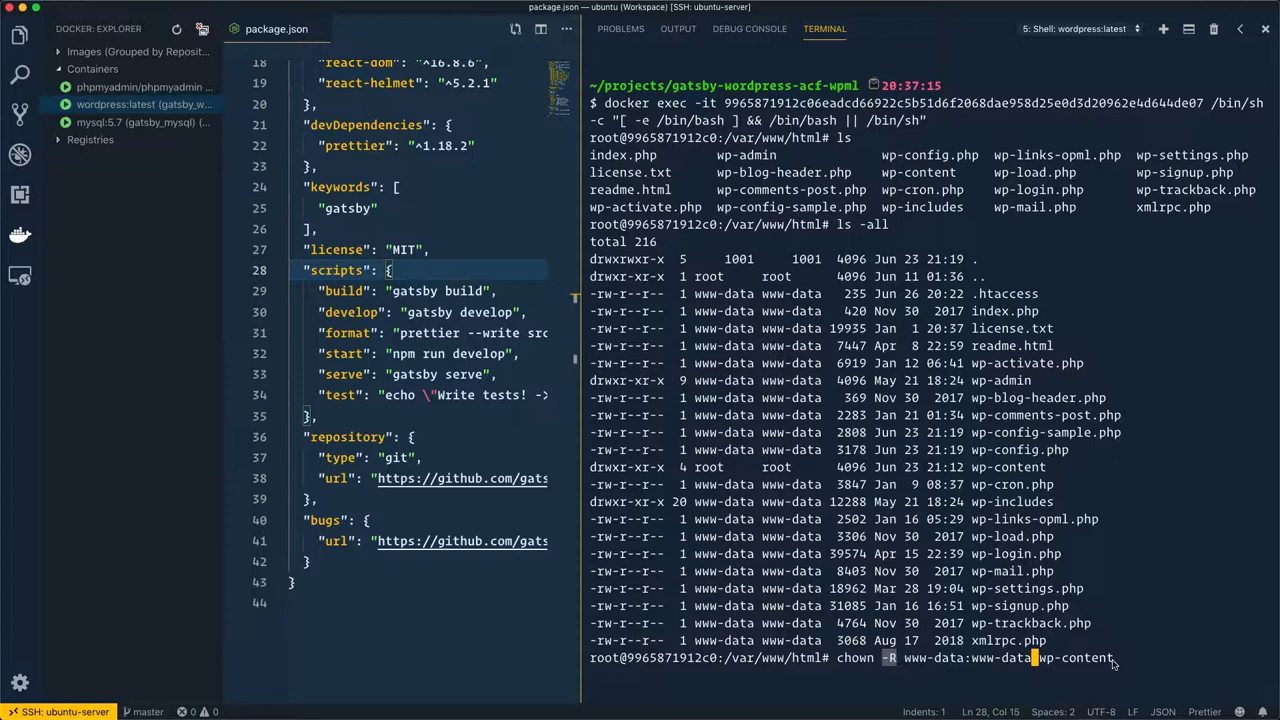 package.json — ubuntu (Workspace) [SSH: ubuntu-server]
DOCKER: EXPLORER
Images (Grouped by Reposit...
Containers
phpmyadmin/phpmyadmin ...
wordpress:latest (gatsby_w...
mysql:5.7 (gatsby_mysql) (...
Registries
package.json
18 "react-dom": "^16.8.6",
19 "react-helmet": "^5.2.1"
20 },
21 "devDependencies": {
22 "prettier": "^1.18.2"
23 },
24 "keywords": [
25 "gatsby"
26 ],
27 "license": "MIT",
28 "scripts": {
29 "build": "gatsby build",
30 "develop": "gatsby develop",
31 "format": "prettier --write src
32 "start": "npm run develop",
33 "serve": "gatsby serve",
34 "test": "echo \"Write tests! ->
35 },
36 "repository": {
37 "type": "git",
38 "url": "https://github.com/gats
39 },
40 "bugs": {
41 "url": "https://github.com/gats
42 }
43 }
44
PROBLEMS OUTPUT DEBUG CONSOLE TERMINAL 5: Shell: wordpress:latest
~/projects/gatsby-wordpress-acf-wpml 20:37:15
$ docker exec -it 9965871912c06eadcd66922c5b51d6f2068dae958d25e0d3d20962e4d644de07 /bin/sh
-c "[ -e /bin/bash ] && /bin/bash || /bin/sh"
root@9965871912c0:/var/www/html# ls
index.php wp-admin wp-config.php wp-links-opml.php wp-settings.php
license.txt wp-blog-header.php wp-content wp-load.php wp-signup.php
readme.html wp-comments-post.php wp-cron.php wp-login.php wp-trackback.php
wp-activate.php wp-config-sample.php wp-includes wp-mail.php xmlrpc.php
root@9965871912c0:/var/www/html# ls -all
total 216
drwxrwxr-x 5 1001 1001 4096 Jun 23 21:19 .
drwxr-xr-x 1 root root 4096 Jun 11 01:36 ..
-rw-r--r-- 1 www-data www-data 235 Jun 26 20:22 .htaccess
-rw-r--r-- 1 www-data www-data 420 Nov 30 2017 index.php
-rw-r--r-- 1 www-data www-data 19935 Jan 1 20:37 license.txt
-rw-r--r-- 1 www-data www-data 7447 Apr 8 22:59 readme.html
-rw-r--r-- 1 www-data www-data 6919 Jan 12 06:41 wp-activate.php
drwxr-xr-x 9 www-data www-data 4096 May 21 18:24 wp-admin
-rw-r--r-- 1 www-data www-data 369 Nov 30 2017 wp-blog-header.php
-rw-r--r-- 1 www-data www-data 2283 Jan 21 01:34 wp-comments-post.php
-rw-r--r-- 1 www-data www-data 2808 Jun 23 21:19 wp-config-sample.php
-rw-r--r-- 1 www-data www-data 3178 Jun 23 21:19 wp-config.php
drwxr-xr-x 4 root root 4096 Jun 23 21:12 wp-content
-rw-r--r-- 1 www-data www-data 3847 Jan 9 08:37 wp-cron.php
drwxr-xr-x 20 www-data www-data 12288 May 21 18:24 wp-includes
-rw-r--r-- 1 www-data www-data 2502 Jan 16 05:29 wp-links-opml.php
-rw-r--r-- 1 www-data www-data 3306 Nov 30 2017 wp-load.php
-rw-r--r-- 1 www-data www-data 39574 Apr 15 22:39 wp-login.php
-rw-r--r-- 1 www-data www-data 8403 Nov 30 2017 wp-mail.php
-rw-r--r-- 1 www-data www-data 18962 Mar 28 19:04 wp-settings.php
-rw-r--r-- 1 www-data www-data 31085 Jan 16 16:51 wp-signup.php
-rw-r--r-- 1 www-data www-data 4764 Nov 30 2017 wp-trackback.php
-rw-r--r-- 1 www-data www-data 3068 Aug 17 2018 xmlrpc.php
root@9965871912c0:/var/www/html# chown -R www-data:www-data wp-content
SSH: ubuntu-server master 0 0 Indents: 1 Ln 28, Col 15 Spaces: 2 UTF-8 LF JSON Prettier